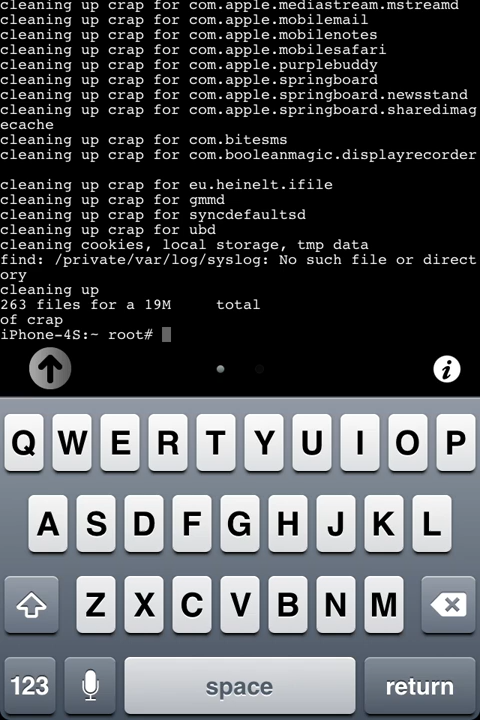 cleaning up crap for com.apple.mediastream.mstreamd
cleaning up crap for com.apple.mobilemail
cleaning up crap for com.apple.mobilenotes
cleaning up crap for com.apple.mobilesafari
cleaning up crap for com.apple.purplebuddy
cleaning up crap for com.apple.springboard
cleaning up crap for com.apple.springboard.newsstand
cleaning up crap for com.apple.springboard.sharedimag
ecache
cleaning up crap for com.bitesms
cleaning up crap for com.booleanmagic.displayrecorder
cleaning up crap for eu.heinelt.ifile
cleaning up crap for gmmd
cleaning up crap for syncdefaultsd
cleaning up crap for ubd
cleaning cookies, local storage, tmp data
find: /private/var/log/syslog: No such file or direct
ory
cleaning up
263 files for a 19M     total
of crap
iPhone-4S:~ root#
i
Q W E R T Y U I O P
A S D F G H J K L
Z X C V B N M
123 space return